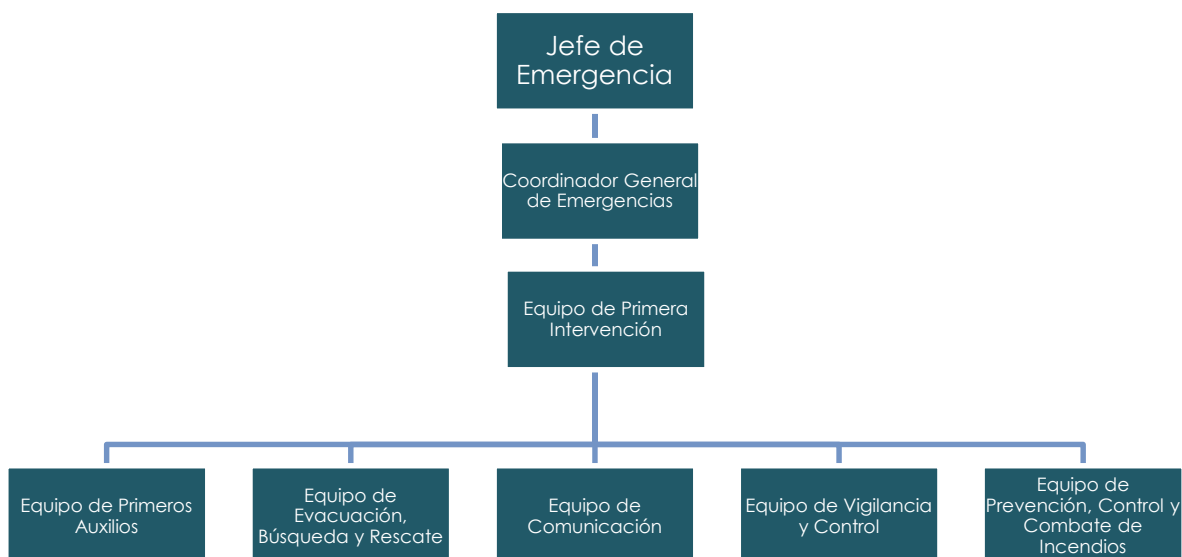 Jefe de
Emergencia
Coordinador General
de Emergencias
Equipo de Primera
Intervención
Equipo de Primeros
Auxilios
Equipo de
Evacuación,
Búsqueda y Rescate
Equipo de
Comunicación
Equipo de Vigilancia
y Control
Equipo de
Prevención, Control y
Combate de
Incendios